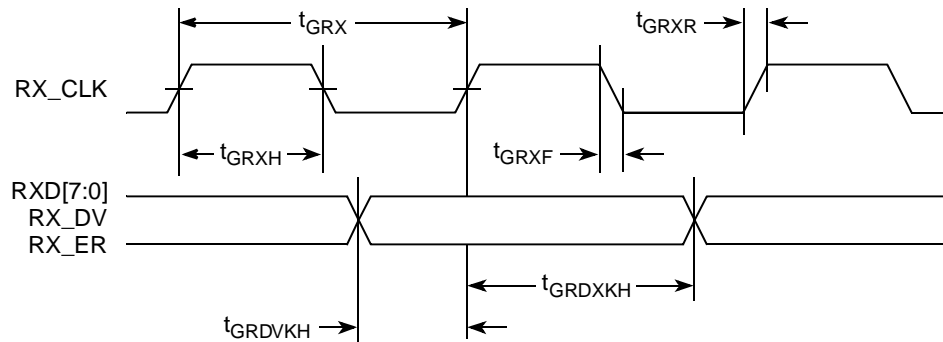 tGRX
tGRXR
RX_CLK
tGRXH
tGRXF
RXD[7:0]
RX_DV
RX_ER
tGRDXKH
tGRDVKH